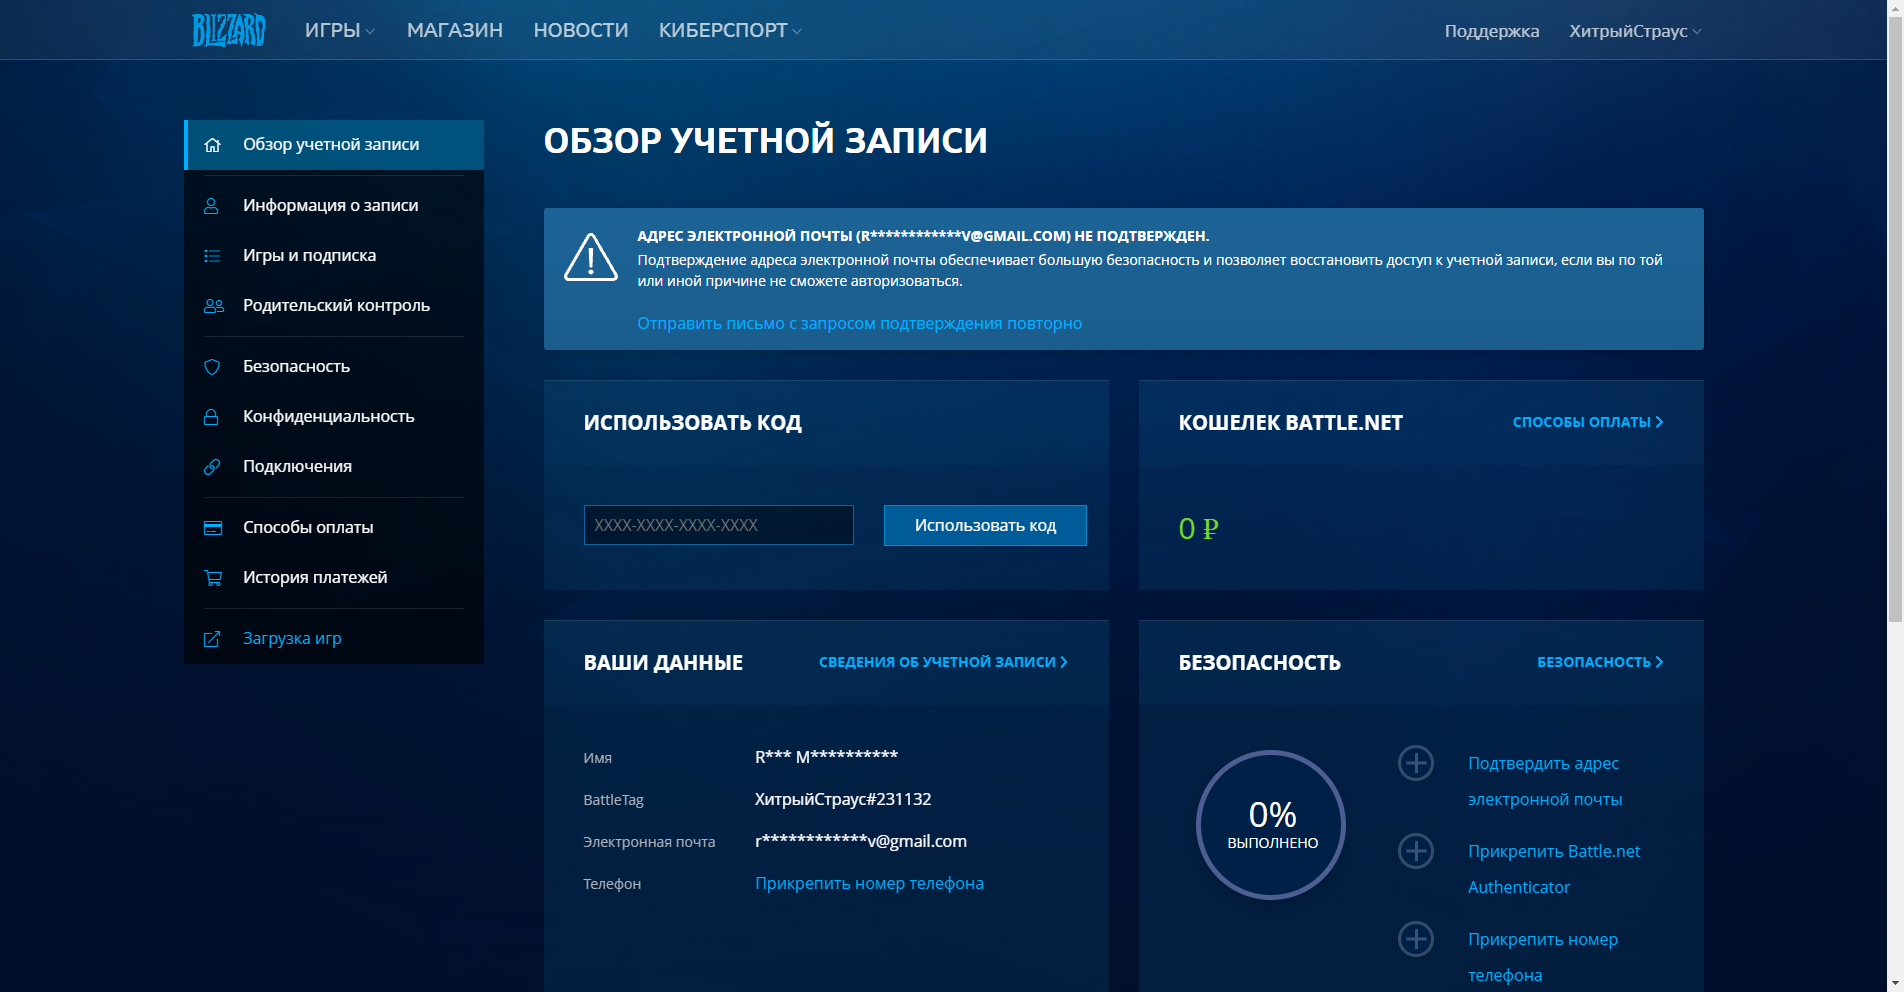 BLIZZARD
ИГРЫ МАГАЗИН НОВОСТИ КИБЕРСПОРТ Поддержка ХитрыйСтраус
Обзор учетной записи
Информация о записи
Игры и подписка
Родительский контроль
Безопасность
Конфиденциальность
Подключения
Способы оплаты
История платежей
Загрузка игр
ОБЗОР УЧЕТНОЙ ЗАПИСИ
АДРЕС ЭЛЕКТРОННОЙ ПОЧТЫ (R************V@GMAIL.COM) НЕ ПОДТВЕРЖДЕН.
Подтверждение адреса электронной почты обеспечивает большую безопасность и позволяет восстановить доступ к учетной записи, если вы по той
или иной причине не сможете авторизоваться.
Отправить письмо с запросом подтверждения повторно
ИСПОЛЬЗОВАТЬ КОД
XXXX-XXXX-XXXX-XXXX Использовать код
КОШЕЛЕК BATTLE.NET СПОСОБЫ ОПЛАТЫ
0 ₽
ВАШИ ДАННЫЕ СВЕДЕНИЯ ОБ УЧЕТНОЙ ЗАПИСИ
Имя R*** M**********
BattleTag ХитрыйСтраус#231132
Электронная почта r************v@gmail.com
Телефон Прикрепить номер телефона
БЕЗОПАСНОСТЬ БЕЗОПАСНОСТЬ
0%
ВЫПОЛНЕНО
Подтвердить адрес
электронной почты
Прикрепить Battle.net
Authenticator
Прикрепить номер
телефона